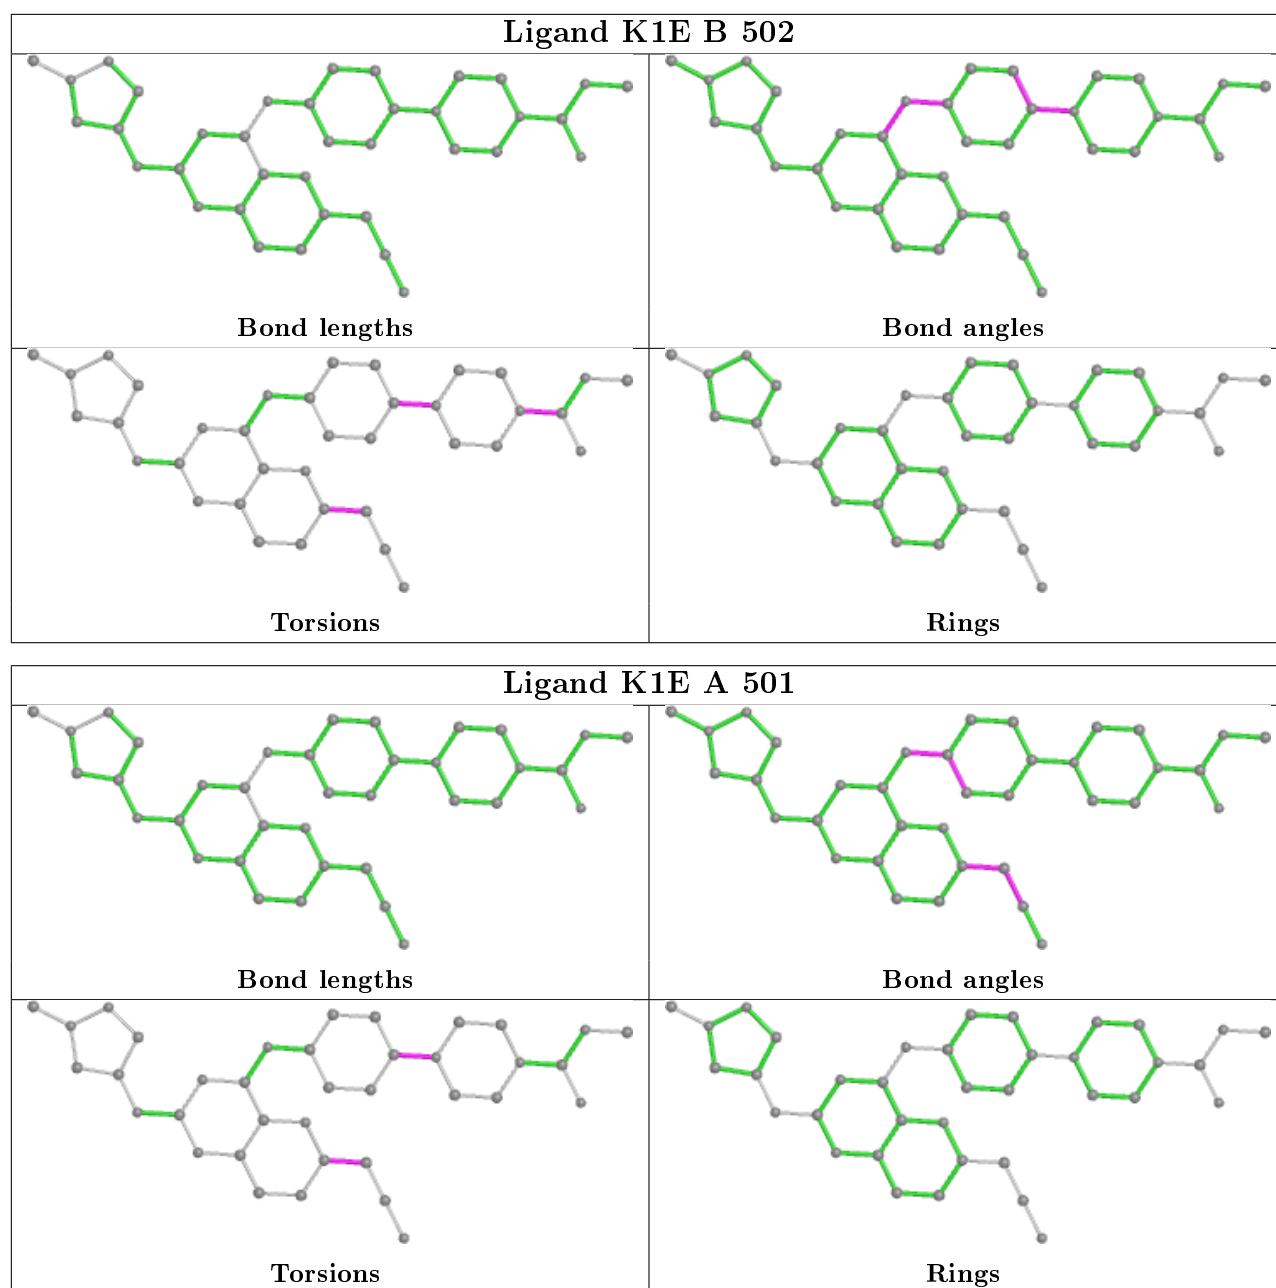 Ligand K1E B 502
Bond lengths
Bond angles
Torsions
Rings
Ligand K1E A 501
Bond lengths
Bond angles
Torsions
Rings